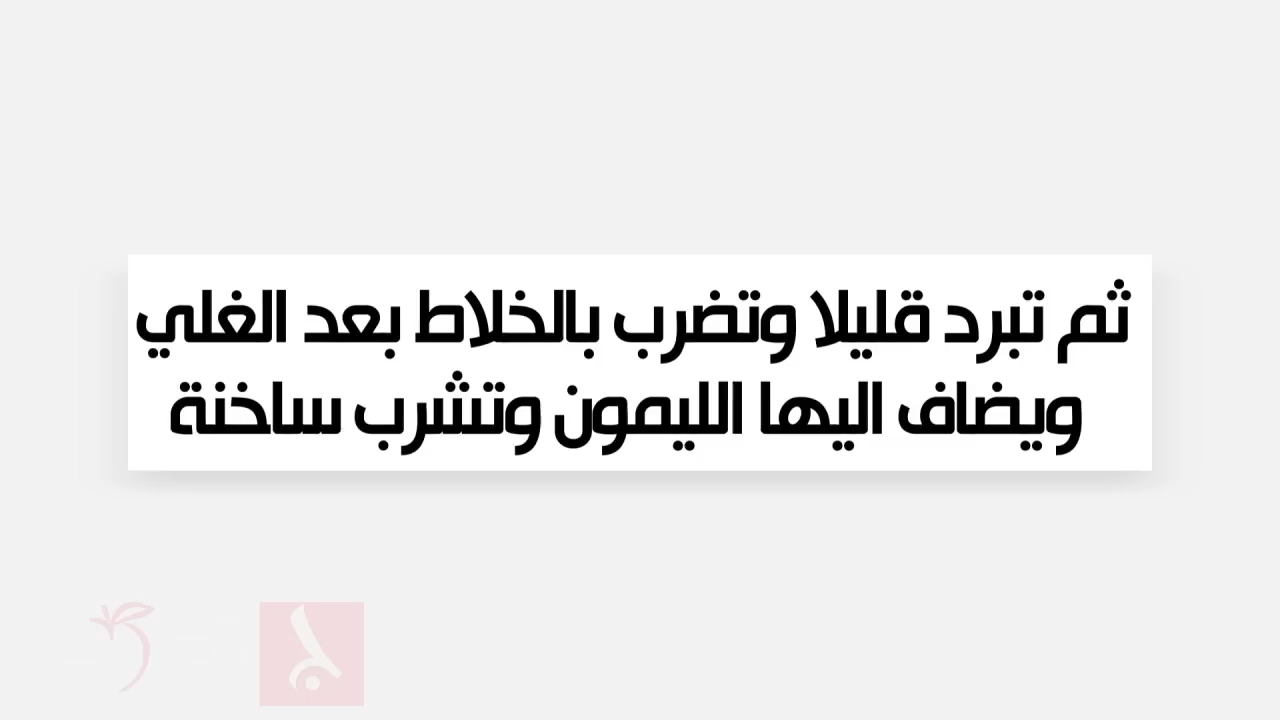 ثم تبرد قليلا وتضرب بالخلاط بعد الغلي
ويضاف اليها الليمون وتشرب ساخنة